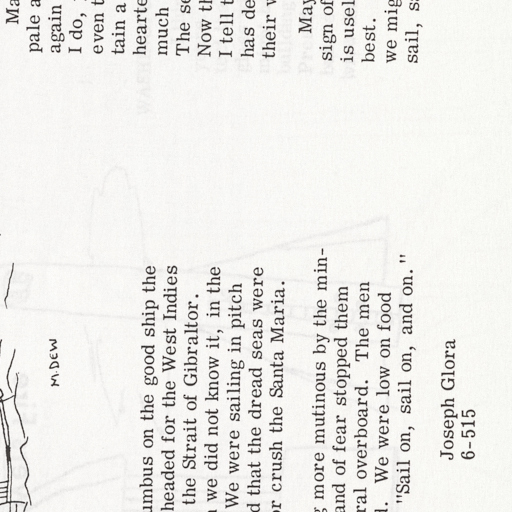 M.DEW
umbus on the good ship the
headed for the West Indies
the Strait of Gibraltor.
we did not know it, in the
We were sailing in pitch
d that the dread seas were
or crush the Santa Maria.
g more mutinous by the min-
and of fear stopped them
ral overboard. The men
d. We were low on food
"Sail on, sail on, and on."
Joseph Glora
6-515
Ma
pale a
again
I do,
even t
tain a
hearte
much
The se
Now th
I tell t
has de
their
May
sign of
is usel
best.
we mig
sail, sa